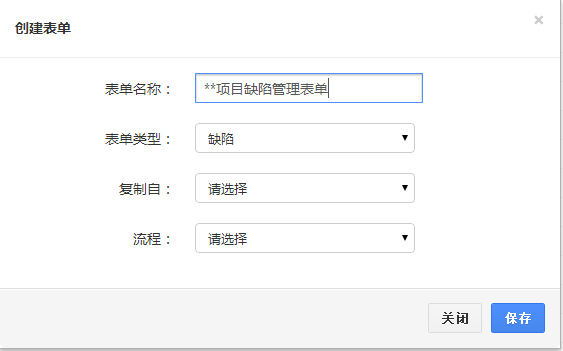 创建表单
×
表单名称： **项目缺陷管理表单
表单类型： 缺陷
复制自： 请选择
流程： 请选择
关闭 保存